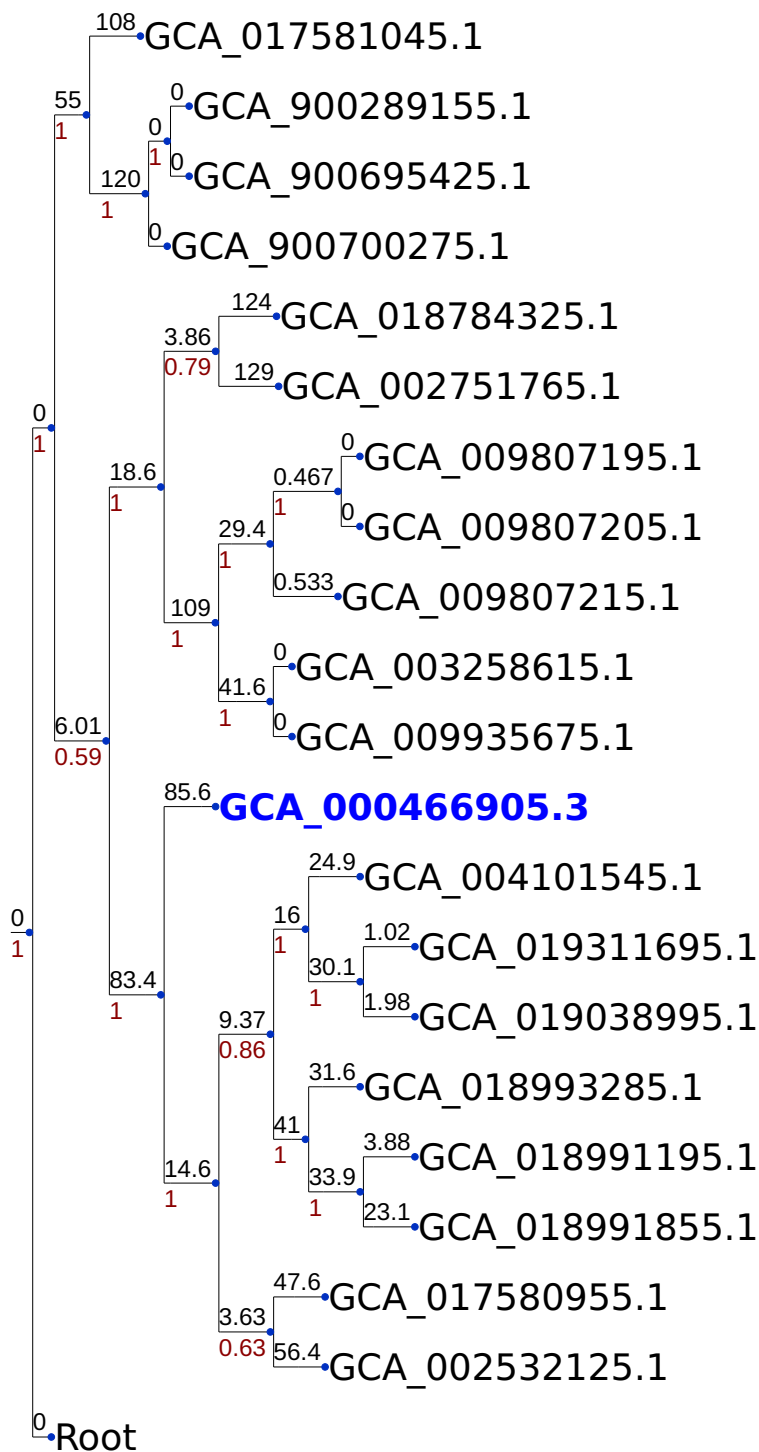 108
GCA_017581045.1
0
55
GCA_900289155.1
0
1
1
0
120
GCA_900695425.1
1
0
GCA_900700275.1
124
GCA_018784325.1
3.86
0.79
129
GCA_002751765.1
0
0
1
GCA_009807195.1
18.6
0.467
1
1
0
GCA_009807205.1
29.4
1
0.533
GCA_009807215.1
109
1
0
GCA_003258615.1
41.6
1
0
GCA_009935675.1
6.01
0.59
85.6
GCA_000466905.3
24.9
GCA_004101545.1
0
1
16
1
1.02
GCA_019311695.1
83.4
1
30.1
1
1.98
GCA_019038995.1
9.37
0.86
31.6
GCA_018993285.1
41
1
3.88
GCA_018991195.1
14.6
1
33.9
1
23.1
GCA_018991855.1
47.6
GCA_017580955.1
3.63
0.63
56.4
GCA_002532125.1
0
Root